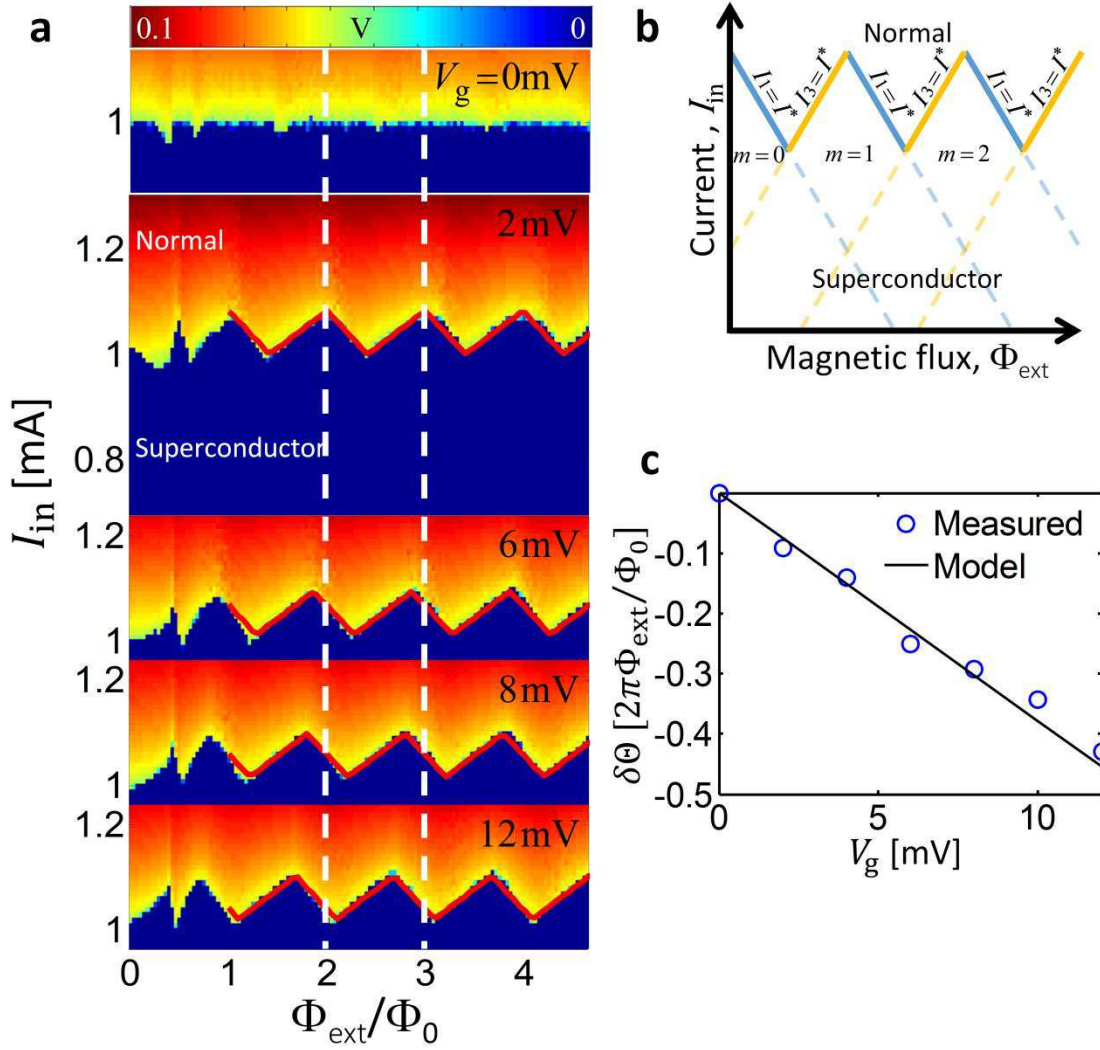 a
0.1 V 0
V_g=0mV
1
2mV
1.2
Normal
1
Superconductor
0.8
I_in [mA]
6mV
1.2
1
8mV
1.2
1
12mV
1.2
1
0 1 2 3 4
Φ_ext/Φ_0
b
Normal
I_1=I* I_3=I* I_1=I* I_3=I* I_1=I* I_3=I*
m=0 m=1 m=2
Superconductor
Current , I_in
Magnetic flux, Φ_ext
c
Measured
Model
-0.1
-0.2
-0.3
-0.4
-0.5
δΘ [2πΦ_ext/Φ_0]
0 5 10
V_g [mV]